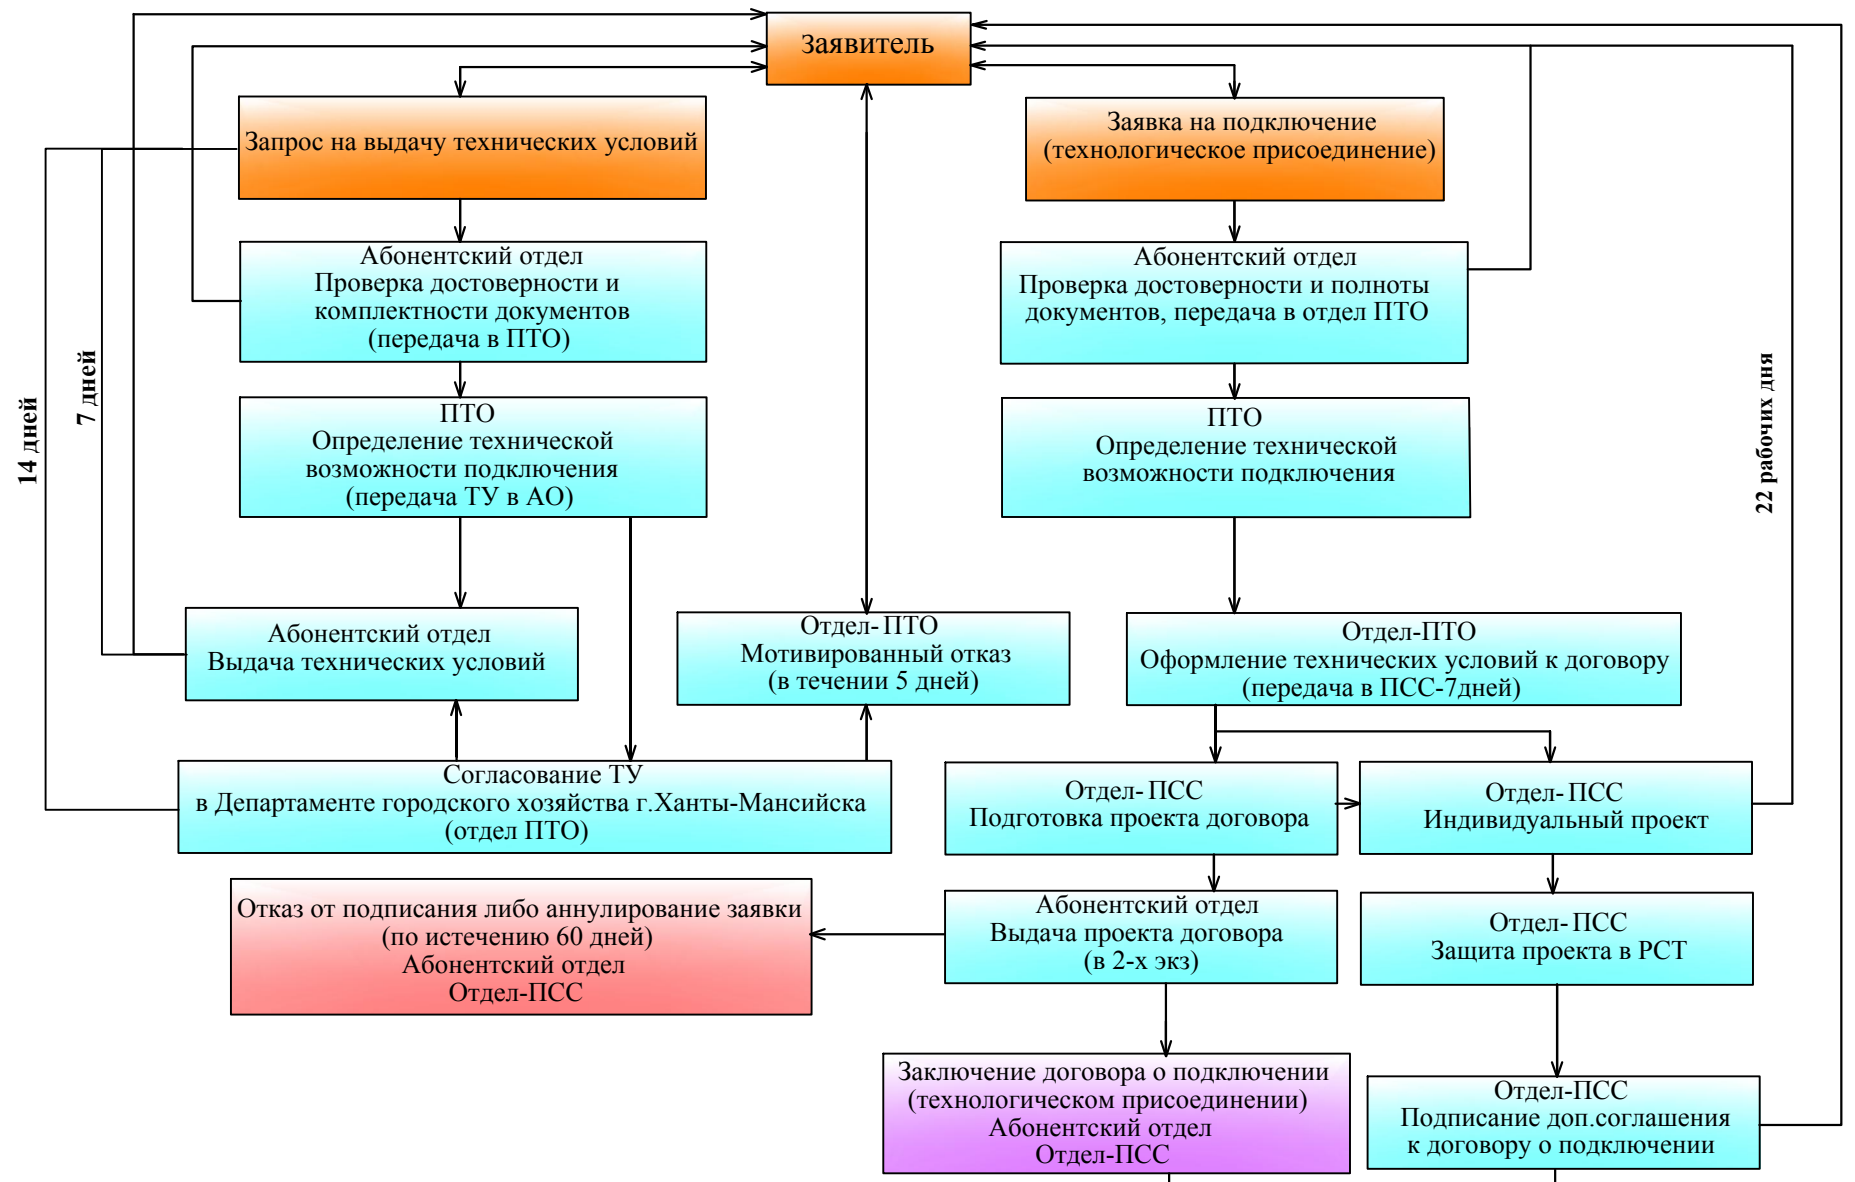 Заявитель
Запрос на выдачу технических условий
Заявка на подключение
(технологическое присоединение)
Абонентский отдел
Проверка достоверности и
комплектности документов
(передача в ПТО)
Абонентский отдел
Проверка достоверности и полноты
документов, передача в отдел ПТО
14 дней
7 дней
22 рабочих дня
ПТО
Определение технической
возможности подключения
(передача ТУ в АО)
ПТО
Определение технической
возможности подключения
Абонентский отдел
Выдача технических условий
Отдел- ПТО
Мотивированный отказ
(в течении 5 дней)
Отдел-ПТО
Оформление технических условий к договору
(передача в ПСС-7дней)
Согласование ТУ
в Департаменте городского хозяйства г.Ханты-Мансийска
(отдел ПТО)
Отдел- ПСС
Подготовка проекта договора
Отдел- ПСС
Индивидуальный проект
Отказ от подписания либо аннулирование заявки
(по истечению 60 дней)
Абонентский отдел
Отдел-ПСС
Абонентский отдел
Выдача проекта договора
(в 2-х экз)
Отдел-ПСС
Защита проекта в РСТ
Заключение договора о подключении
(технологическом присоединении)
Абонентский отдел
Отдел-ПСС
Отдел-ПСС
Подписание доп.соглашения
к договору о подключении